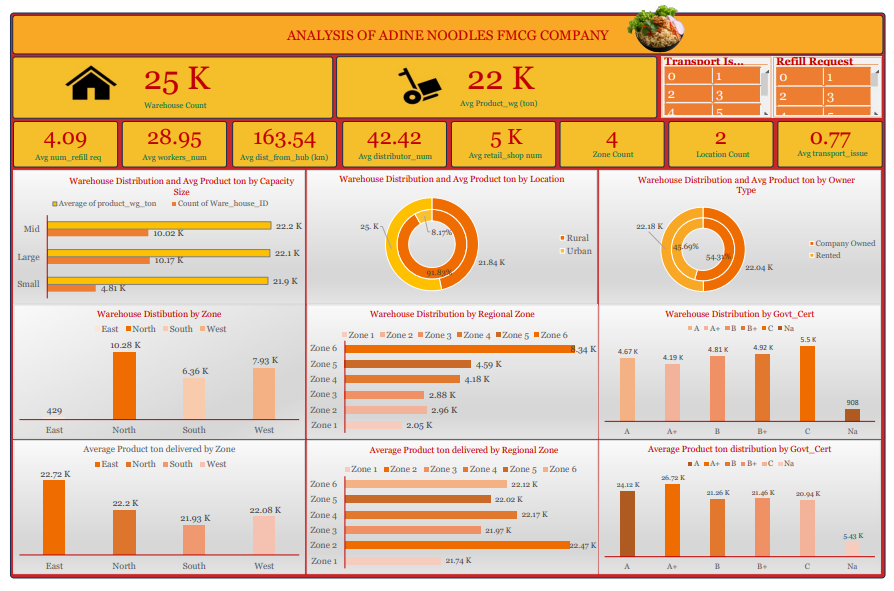 ANALYSIS OF ADINE NOODLES FMCG COMPANY
25 K
Warehouse Count
22 K
Avg Product_wg (ton)
Transport Is...
0 1
2 3
4 5
Refill Request
0 1
2 3
4 5
4.09
Avg num_refill req
28.95
Avg workers_num
163.54
Avg dist_from_hub (km)
42.42
Avg distributor_num
5 K
Avg retail_shop num
4
Zone Count
2
Location Count
0.77
Avg transport_issue
Warehouse Distribution and Avg Product ton by Capacity
Size
Average of product_wg_ton Count of Ware_house_ID
Mid 22.2 K
10.02 K
Large 22.1 K
10.17 K
Small 21.9 K
4.81 K
Warehouse Distribution and Avg Product ton by Location
25. K
8.17%
91.83%
21.84 K
Rural
Urban
Warehouse Distribution and Avg Product ton by Owner
Type
22.18 K
45.69%
54.31%
22.04 K
Company Owned
Rented
Warehouse Distibution by Zone
East North South West
429
10.28 K
6.36 K
7.93 K
East North South West
Warehouse Distribution by Regional Zone
Zone 1 Zone 2 Zone 3 Zone 4 Zone 5 Zone 6
Zone 6 8.34 K
Zone 5 4.59 K
Zone 4 4.18 K
Zone 3 2.88 K
Zone 2 2.96 K
Zone 1 2.05 K
Warehouse Distribution by Govt_Cert
A A+ B B+ C Na
4.67 K
4.19 K
4.81 K
4.92 K
5.5 K
908
A A+ B B+ C Na
Average Product ton delivered by Zone
East North South West
22.72 K
22.2 K
21.93 K
22.08 K
East North South West
Average Product ton delivered by Regional Zone
Zone 1 Zone 2 Zone 3 Zone 4 Zone 5 Zone 6
Zone 6 22.12 K
Zone 5 22.02 K
Zone 4 22.17 K
Zone 3 21.97 K
Zone 2 22.47 K
Zone 1 21.74 K
Average Product ton distribution by Govt_Cert
A A+ B B+ C Na
24.12 K
26.72 K
21.26 K
21.46 K
20.94 K
5.43 K
A A+ B B+ C Na